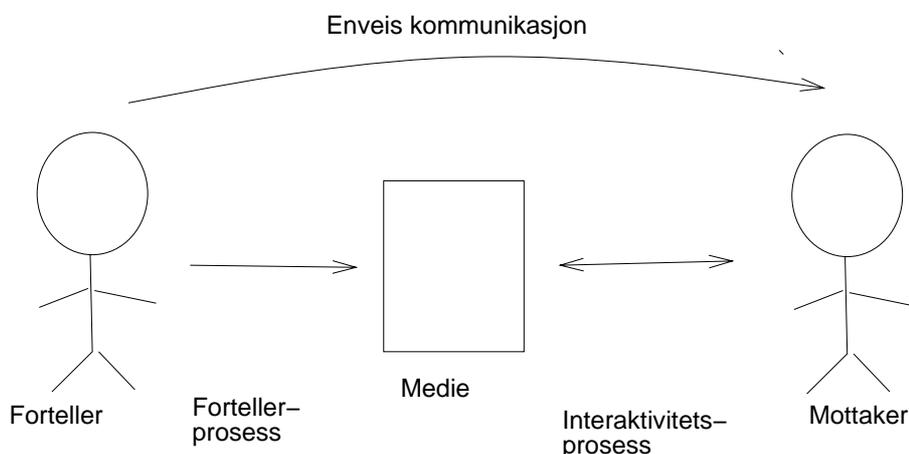 Enveis kommunikasjon
Forteller
Forteller–
prosess
Medie
Interaktivitets–
prosess
Mottaker